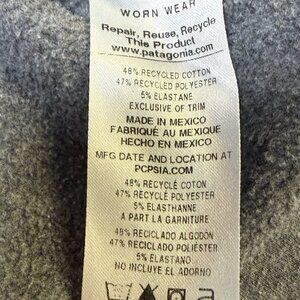 WORN WEAR
Repair, Reuse, Recycle
This Product
www.patagonia.com
48% RECYCLED COTTON
47% RECYCLED POLYESTER
5% ELASTANE
EXCLUSIVE OF TRIM
MADE IN MEXICO
FABRIQUÉ AU MEXIQUE
HECHO EN MEXICO
MFG DATE AND LOCATION AT
PCPSIA.COM
48% RECYCLÉ COTON
47% RECYCLÉ POLYESTER
5% ELASTHANNE
A PART LA GARNITURE
48% RECICLADO ALGODÓN
47% RECICLADO POLIÉSTER
5% ELASTANO
NO INCLUYE EL ADORNO